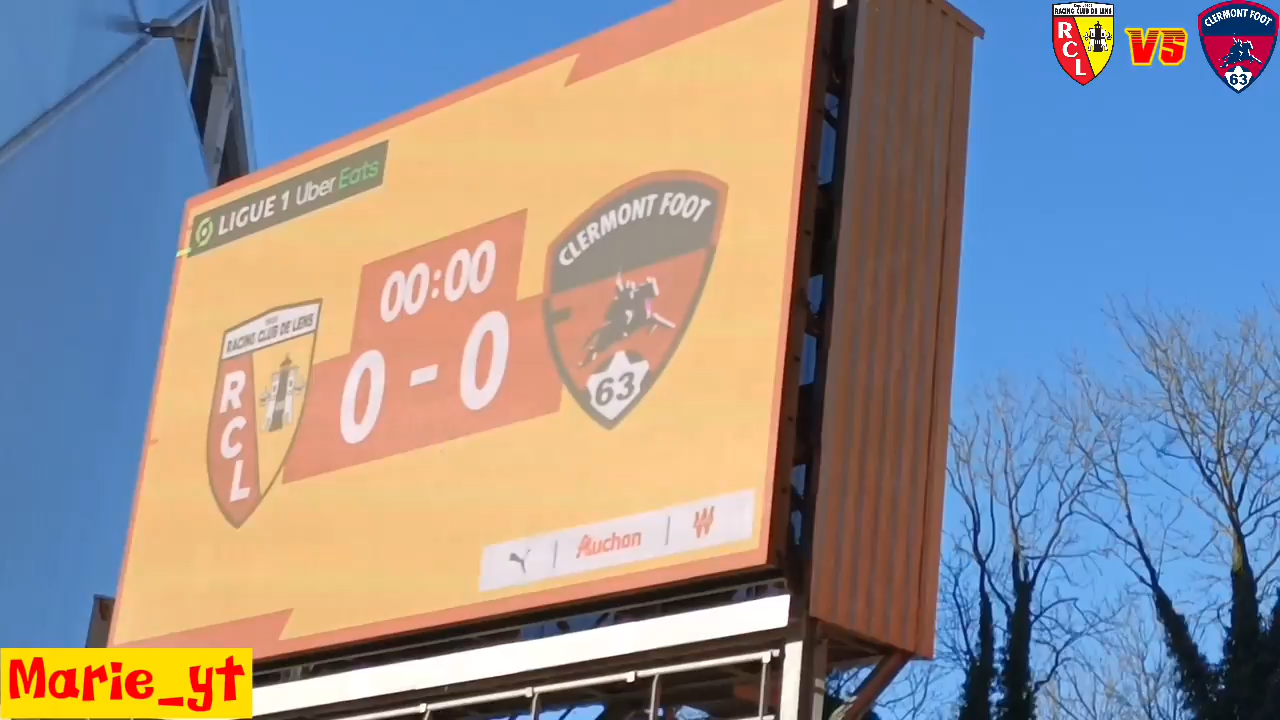 RACING CLUB DE LENS
RCL
VS
CLERMONT FOOT
63
LIGUE 1 Uber Eats
00:00
0 - 0
RACING CLUB DE LENS
RCL
CLERMONT FOOT
63
Auchan
W
Marie_yt